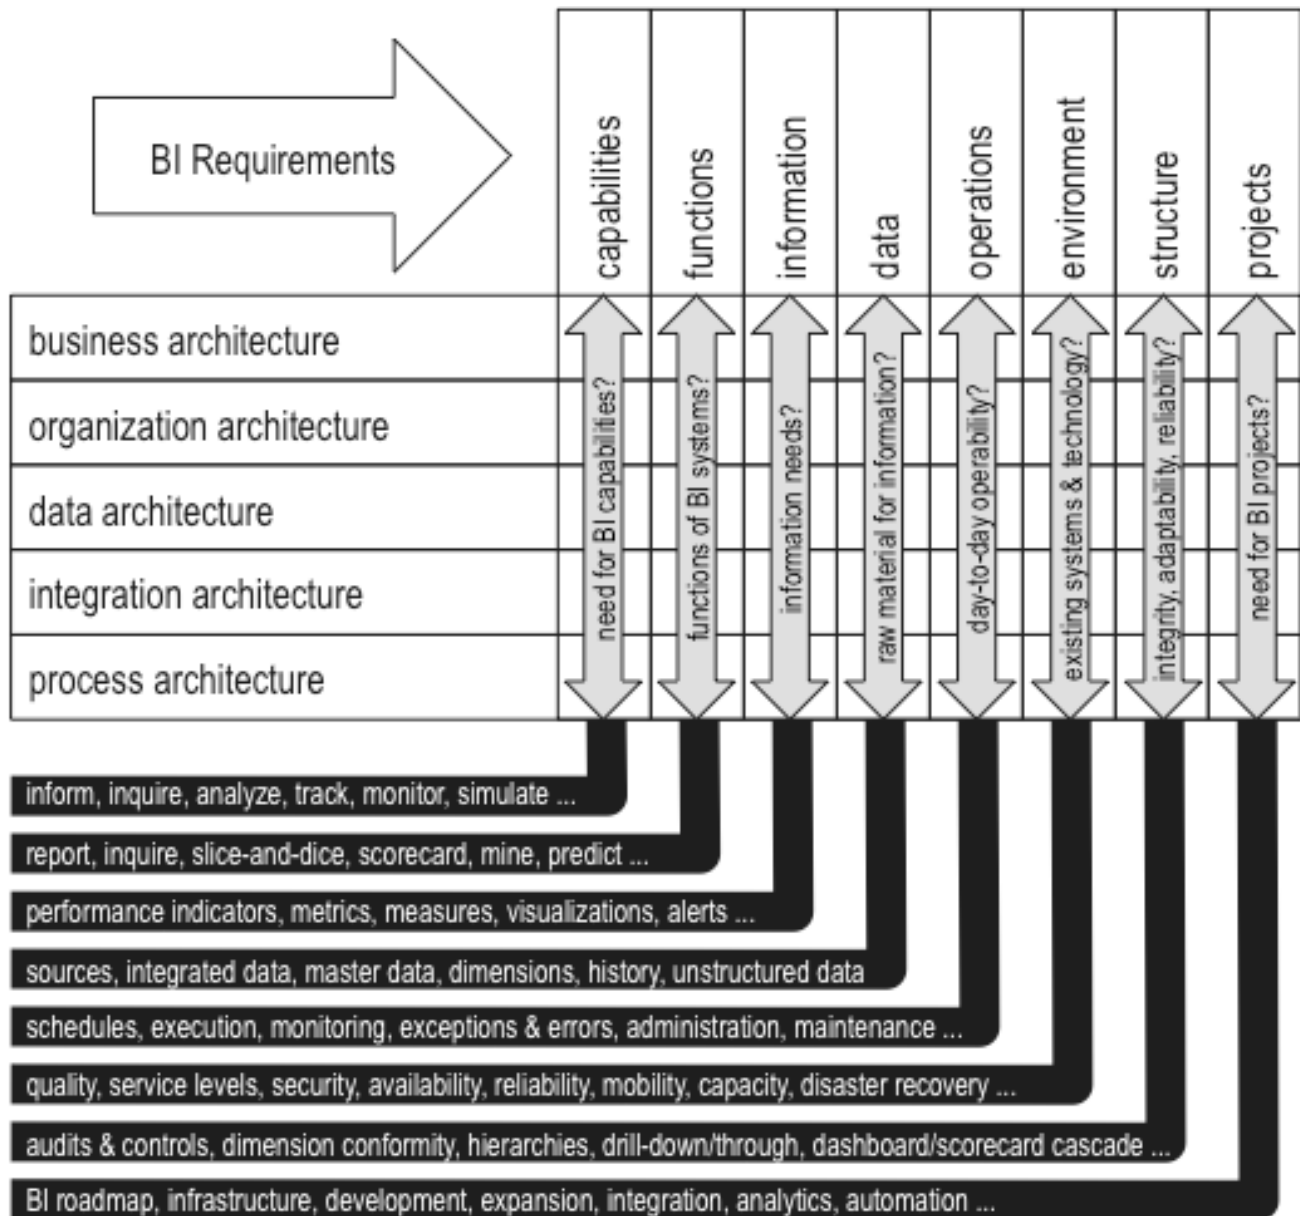 BI Requirements
capabilities
functions
information
data
operations
environment
structure
projects
business architecture
organization architecture
data architecture
integration architecture
process architecture
need for BI capabilities?
functions of BI systems?
information needs?
raw material for information?
day-to-day operability?
existing systems & technology?
integrity, adaptability, reliability?
need for BI projects?
inform, inquire, analyze, track, monitor, simulate ...
report, inquire, slice-and-dice, scorecard, mine, predict ...
performance indicators, metrics, measures, visualizations, alerts ...
sources, integrated data, master data, dimensions, history, unstructured data
schedules, execution, monitoring, exceptions & errors, administration, maintenance ...
quality, service levels, security, availability, reliability, mobility, capacity, disaster recovery ...
audits & controls, dimension conformity, hierarchies, drill-down/through, dashboard/scorecard cascade ...
BI roadmap, infrastructure, development, expansion, integration, analytics, automation ...